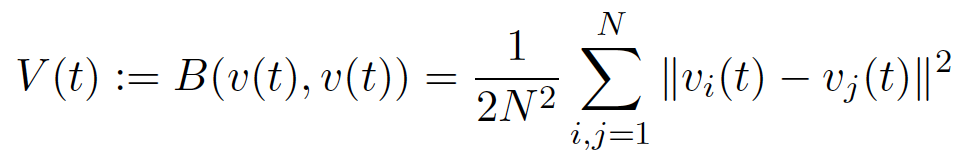 V(t) := B(v(t), v(t)) = \frac{1}{2N^2} \sum_{i,j=1}^{N} \|v_i(t) - v_j(t)\|^2